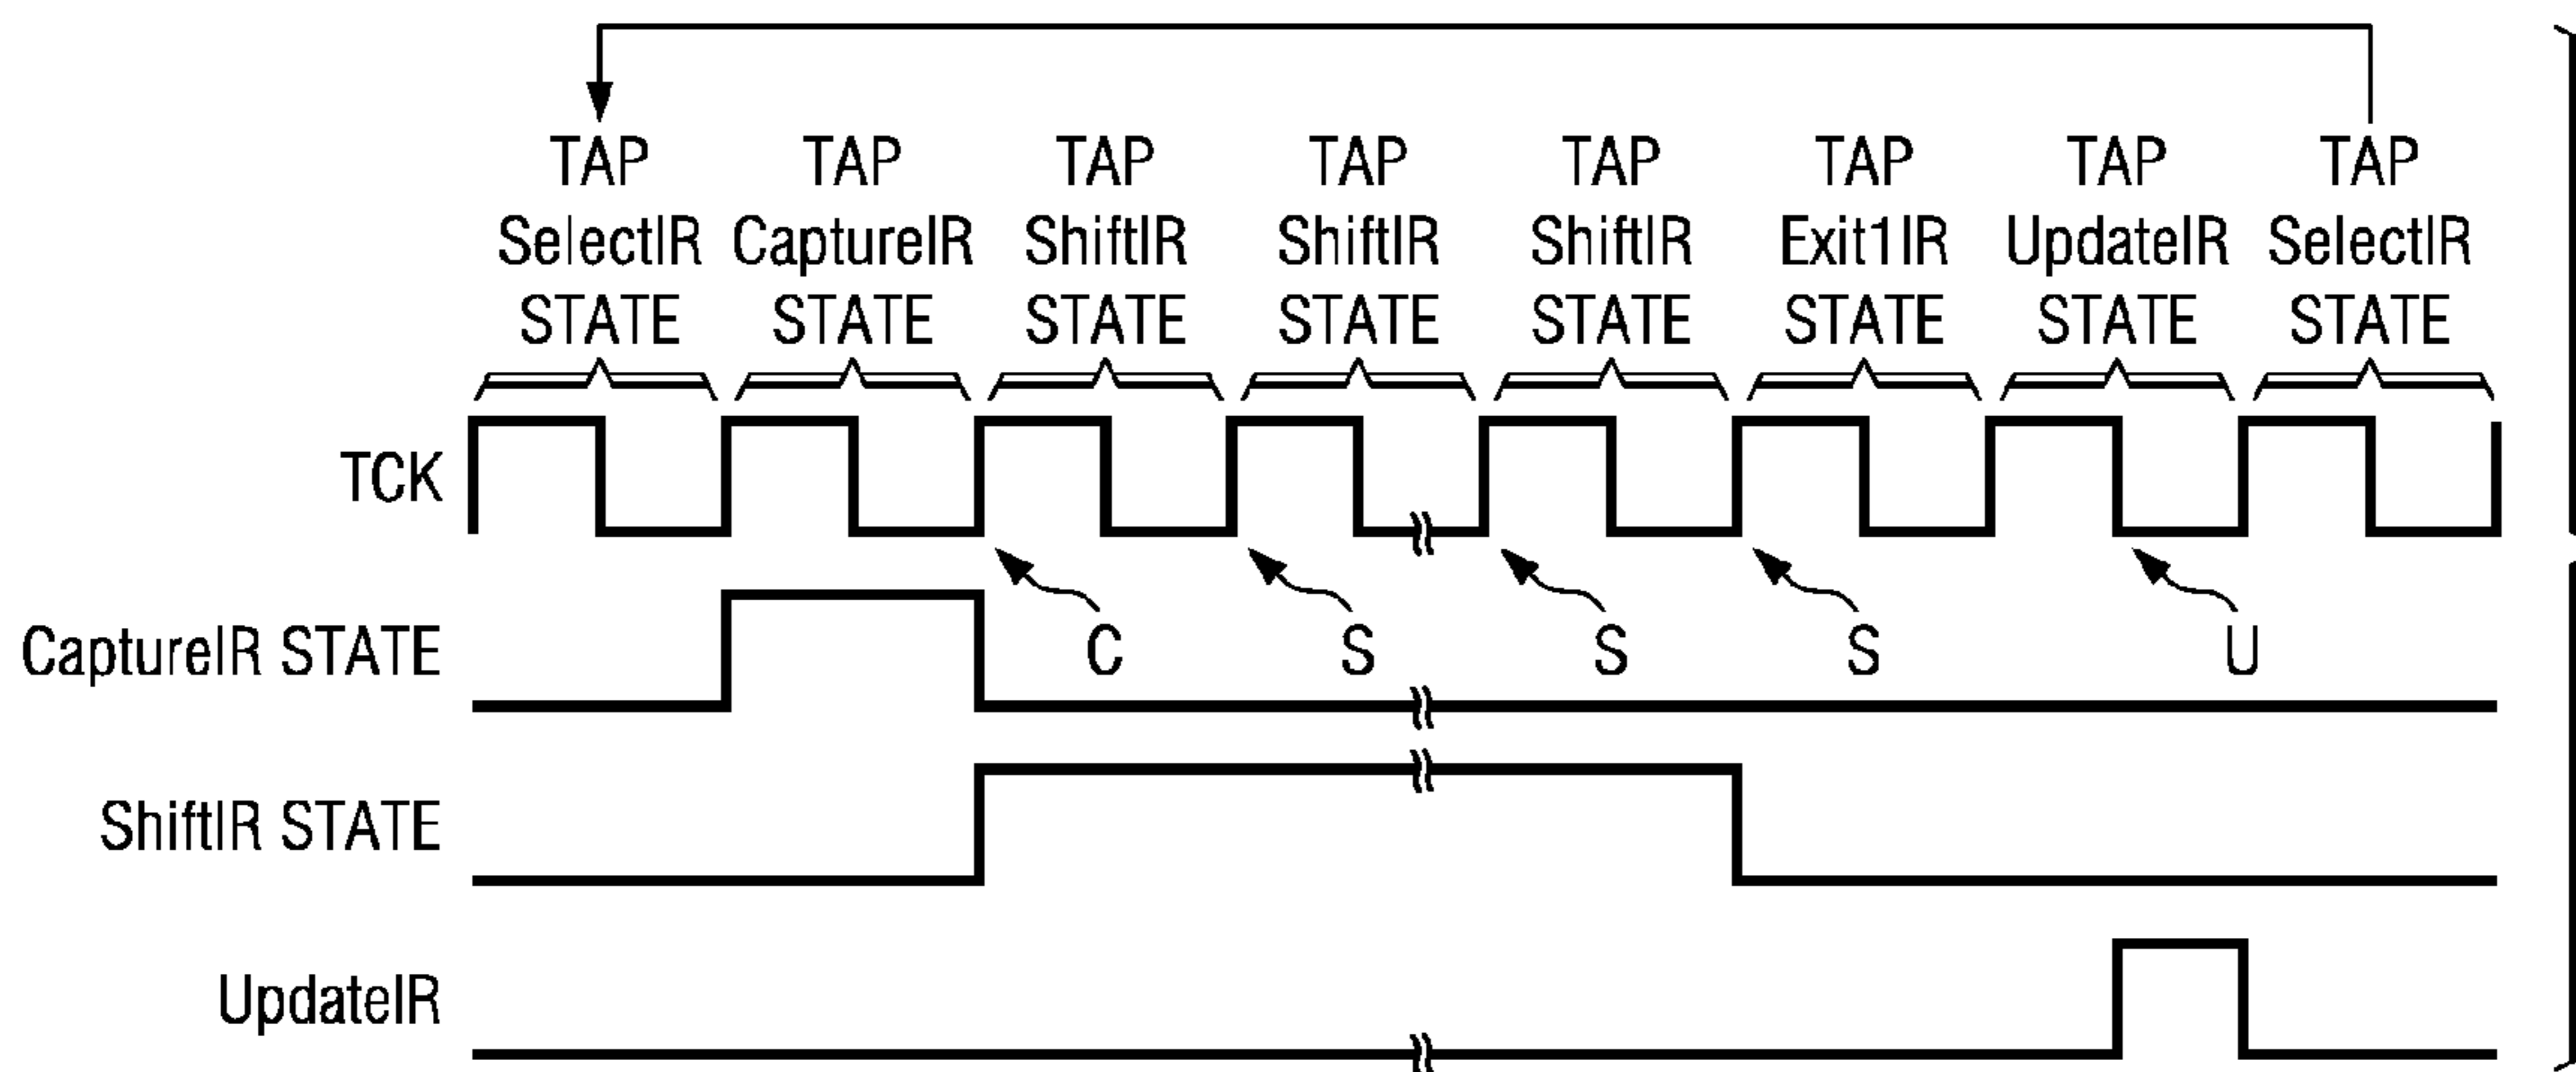 TAP TAP TAP TAP TAP TAP TAP TAP
SelectIR CaptureIR ShiftIR ShiftIR ShiftIR Exit1IR UpdateIR SelectIR
STATE STATE STATE STATE STATE STATE STATE STATE
TCK
CaptureIR STATE C S S S U
ShiftIR STATE
UpdateIR